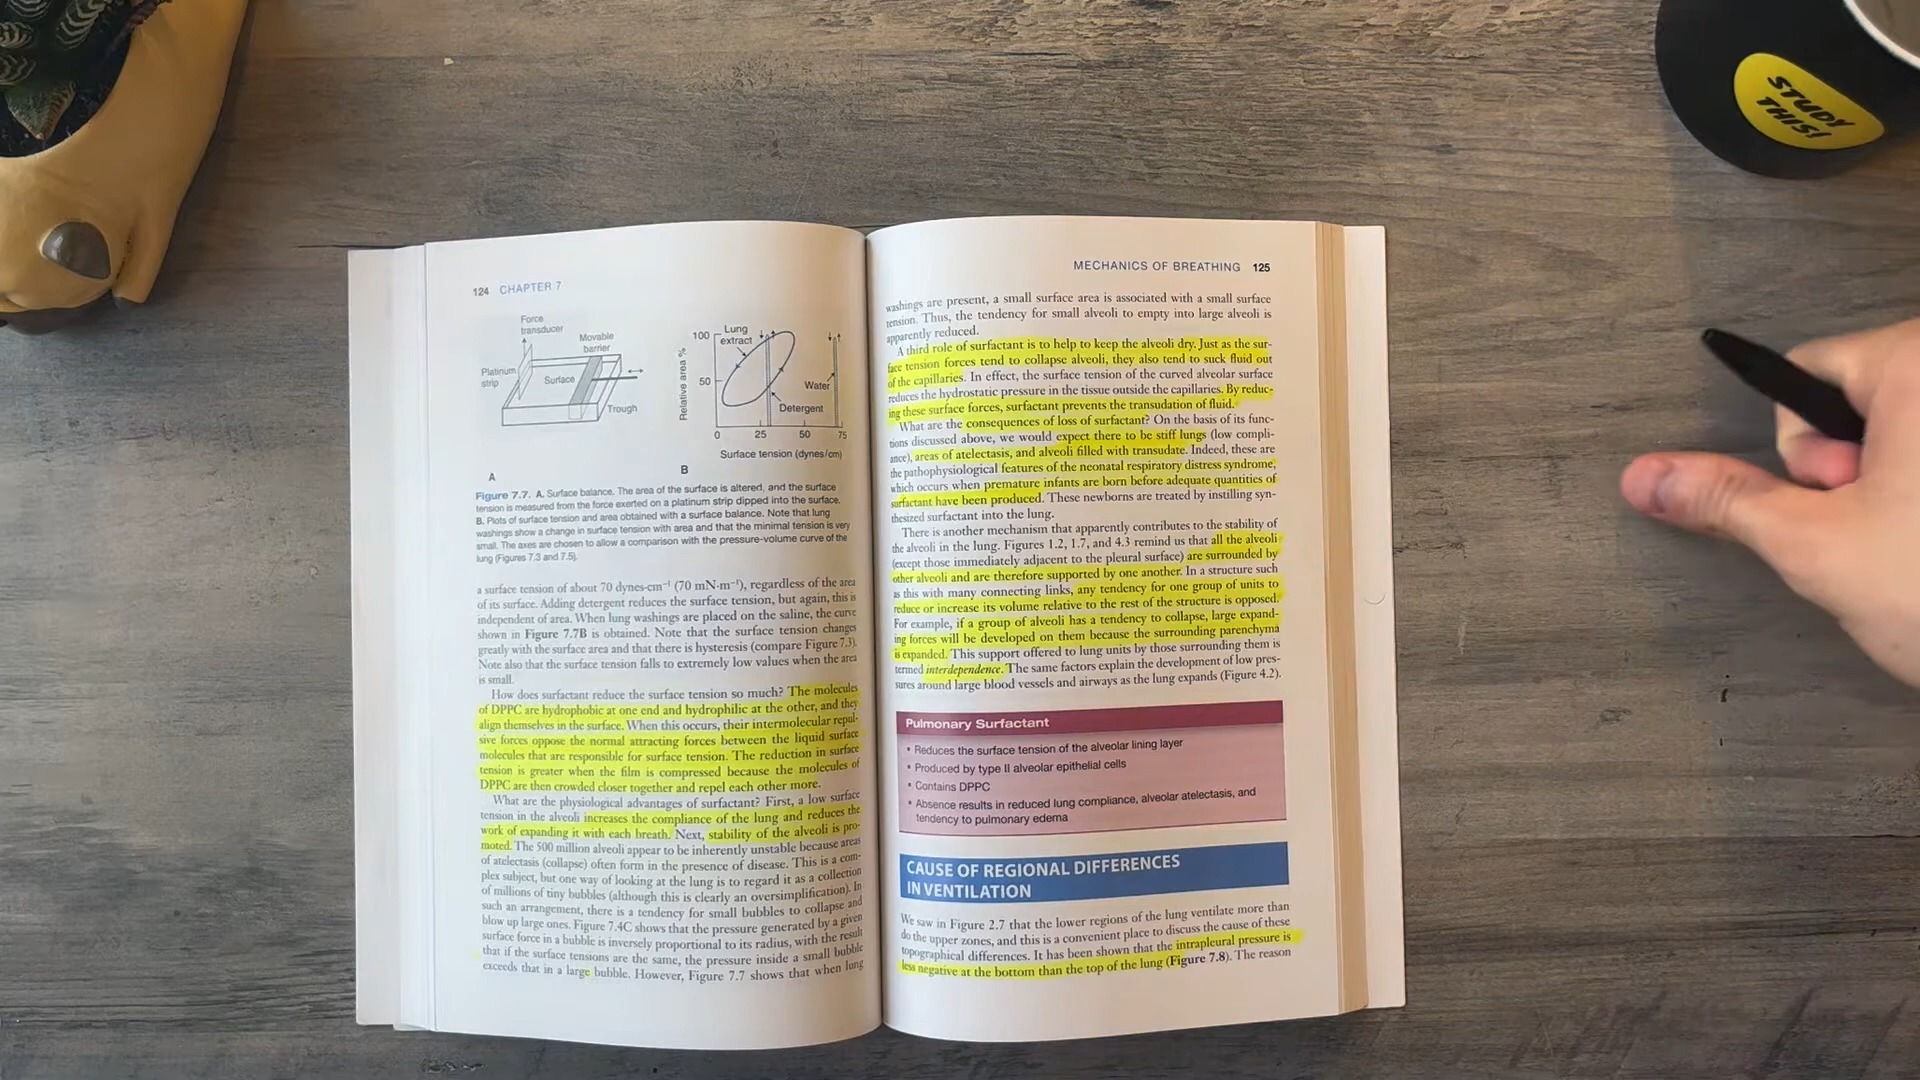 STUDY
THIS!
124 CHAPTER 7
Force
transducer
Movable
barrier
Platinum
strip
Surface
Trough
A
Lung
extract
100
50
Relative area %
Water
Detergent
0 25 50 75
Surface tension (dynes/cm)
B
Figure 7.7. A. Surface balance. The area of the surface is altered, and the surface
tension is measured from the force exerted on a platinum strip dipped into the surface.
B. Plots of surface tension and area obtained with a surface balance. Note that lung
washings show a change in surface tension with area and that the minimal tension is very
small. The axes are chosen to allow a comparison with the pressure-volume curve of the
lung (Figures 7.3 and 7.5).
a surface tension of about 70 dynes·cm⁻¹ (70 mN·m⁻¹), regardless of the area
of its surface. Adding detergent reduces the surface tension, but again, this is
independent of area. When lung washings are placed on the saline, the curve
shown in Figure 7.7B is obtained. Note that the surface tension changes
greatly with the surface area and that there is hysteresis (compare Figure 7.3).
Note also that the surface tension falls to extremely low values when the area
is small.
How does surfactant reduce the surface tension so much? The molecules
of DPPC are hydrophobic at one end and hydrophilic at the other, and they
align themselves in the surface. When this occurs, their intermolecular repul-
sive forces oppose the normal attracting forces between the liquid surface
molecules that are responsible for surface tension. The reduction in surface
tension is greater when the film is compressed because the molecules of
DPPC are then crowded closer together and repel each other more.
What are the physiological advantages of surfactant? First, a low surface
tension in the alveoli increases the compliance of the lung and reduces the
work of expanding it with each breath. Next, stability of the alveoli is pro-
moted. The 500 million alveoli appear to be inherently unstable because areas
of atelectasis (collapse) often form in the presence of disease. This is a com-
plex subject, but one way of looking at the lung is to regard it as a collection
of millions of tiny bubbles (although this is clearly an oversimplification). In
such an arrangement, there is a tendency for small bubbles to collapse and
blow up large ones. Figure 7.4C shows that the pressure generated by a given
surface force in a bubble is inversely proportional to its radius, with the result
that if the surface tensions are the same, the pressure inside a small bubble
exceeds that in a large bubble. However, Figure 7.7 shows that when lung
MECHANICS OF BREATHING 125
washings are present, a small surface area is associated with a small surface
tension. Thus, the tendency for small alveoli to empty into large alveoli is
apparently reduced.
A third role of surfactant is to help to keep the alveoli dry. Just as the sur-
face tension forces tend to collapse alveoli, they also tend to suck fluid out
of the capillaries. In effect, the surface tension of the curved alveolar surface
reduces the hydrostatic pressure in the tissue outside the capillaries. By reduc-
ing these surface forces, surfactant prevents the transudation of fluid.
What are the consequences of loss of surfactant? On the basis of its func-
tions discussed above, we would expect there to be stiff lungs (low compli-
ance), areas of atelectasis, and alveoli filled with transudate. Indeed, these are
the pathophysiological features of the neonatal respiratory distress syndrome,
which occurs when premature infants are born before adequate quantities of
surfactant have been produced. These newborns are treated by instilling syn-
thesized surfactant into the lung.
There is another mechanism that apparently contributes to the stability of
the alveoli in the lung. Figures 1.2, 1.7, and 4.3 remind us that all the alveoli
(except those immediately adjacent to the pleural surface) are surrounded by
other alveoli and are therefore supported by one another. In a structure such
as this with many connecting links, any tendency for one group of units to
reduce or increase its volume relative to the rest of the structure is opposed.
For example, if a group of alveoli has a tendency to collapse, large expand-
ing forces will be developed on them because the surrounding parenchyma
is expanded. This support offered to lung units by those surrounding them is
termed interdependence. The same factors explain the development of low pres-
sures around large blood vessels and airways as the lung expands (Figure 4.2).
Pulmonary Surfactant
• Reduces the surface tension of the alveolar lining layer
• Produced by type II alveolar epithelial cells
• Contains DPPC
• Absence results in reduced lung compliance, alveolar atelectasis, and
tendency to pulmonary edema
CAUSE OF REGIONAL DIFFERENCES
IN VENTILATION
We saw in Figure 2.7 that the lower regions of the lung ventilate more than
do the upper zones, and this is a convenient place to discuss the cause of these
topographical differences. It has been shown that the intrapleural pressure is
less negative at the bottom than the top of the lung (Figure 7.8). The reason